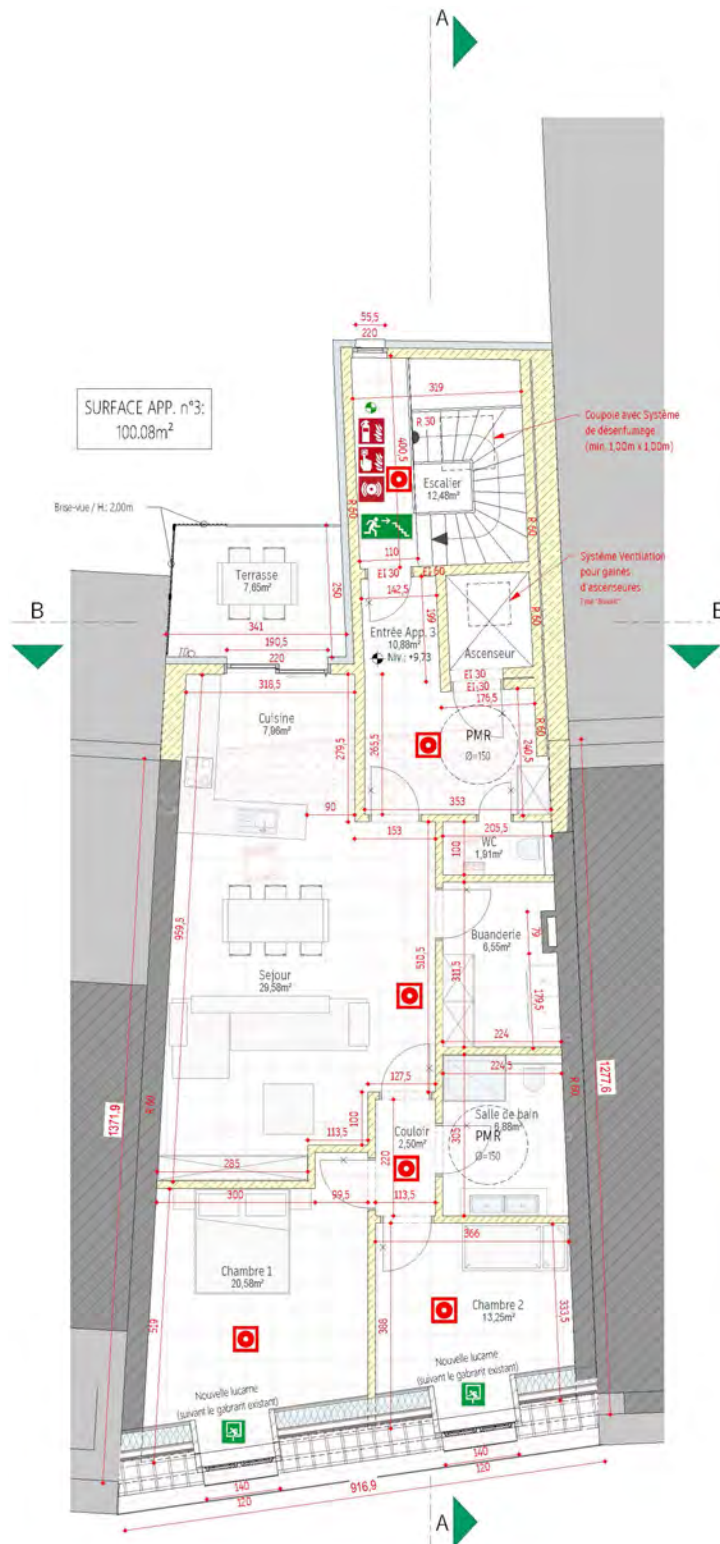 A
55,5
220
SURFACE APP. n°3:
100.08m²
319
R 30
Coupole avec Système
de désenfumage
(min. 1,00m x 1,00m)
400,5
Escalier
12,48m²
Brise-vue / H.: 2,00m
R 60
R 60
110
Système Ventilation
pour gaines
d'ascenseures
Terrasse
7,65m²
250
EI 30
142,5
B
341
190,5
220
199
Entrée App. 3
10,88m²
Niv.: +9,73
Ascenseur
R 60
EI 30
EI 30
176,5
316,5
Cuisine
7,96m²
279,5
265,5
PMR
Ø=150
R 60
240,5
90
353
153
205,5
WC
1,91m²
100
959,5
Sejour
29,58m²
510,5
Buanderie
6,55m²
79
311,5
179,5
224
224,5
1371,9
R 60
127,5
100
113,5
Couloir
2,50m²
220
305
Salle de bain
6,88m²
PMR
Ø=150
R 60
1277,6
285
300
99,5
113,5
366
Chambre 1
20,58m²
519
Chambre 2
13,25m²
388
333,5
Nouvelle lucarne
(suivant le gabarit existant)
Nouvelle lucarne
(suivant le gabarit existant)
140
120
140
120
916,9
A